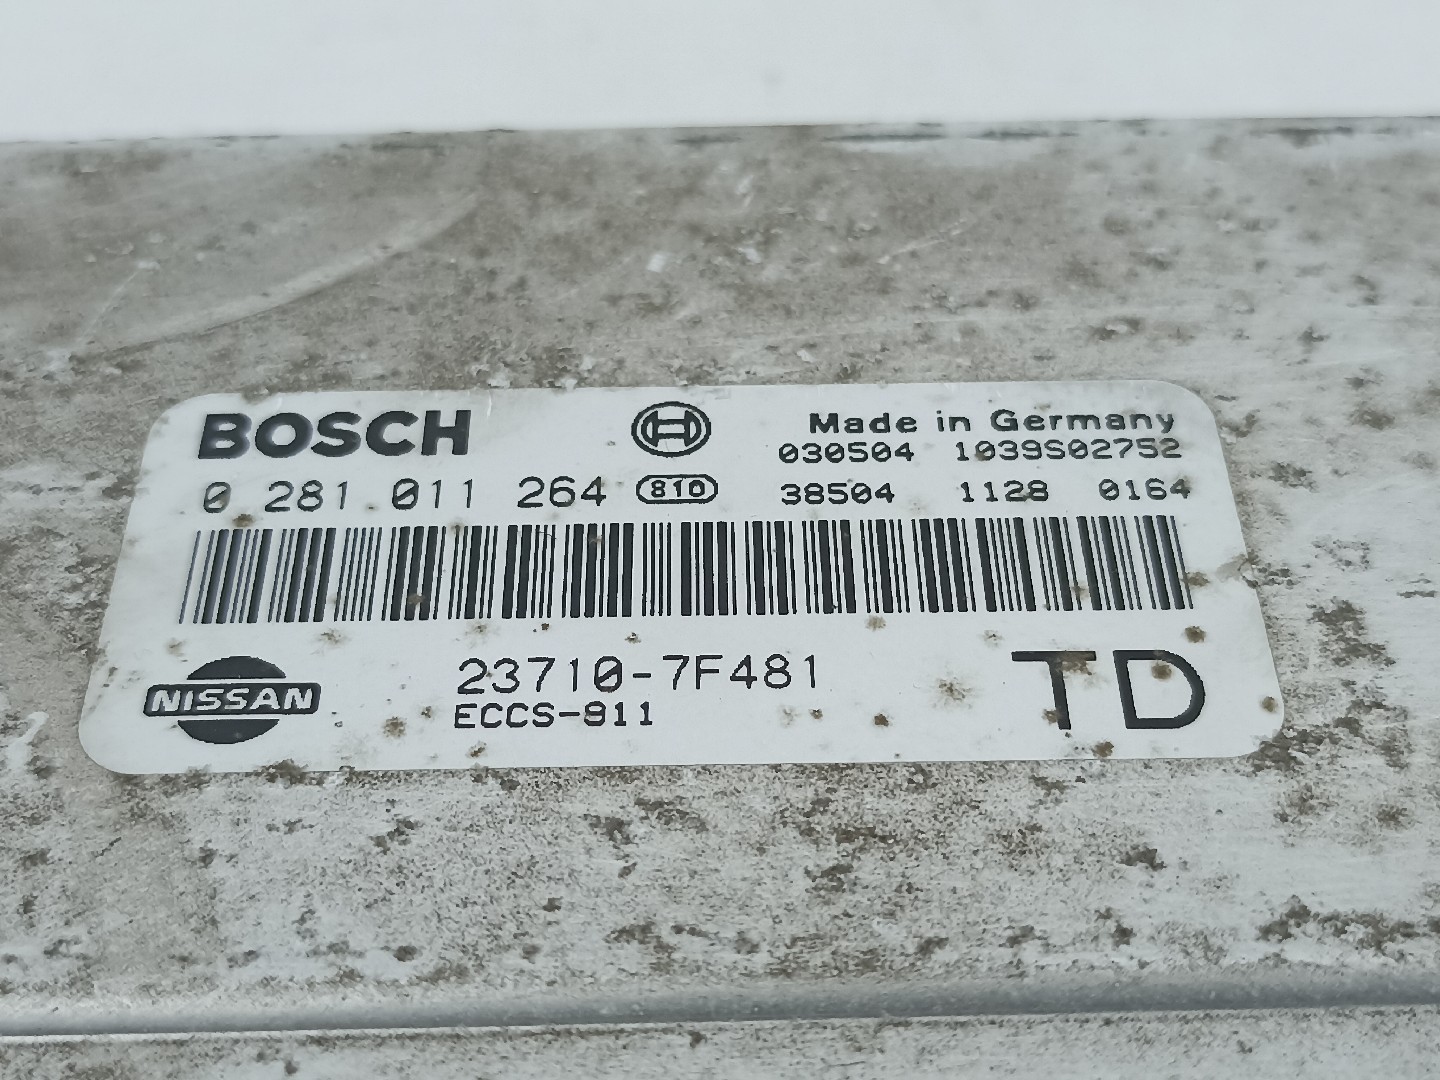 BOSCH
Made in Germany
030504 1039S02752
0 281 011 264 810 38504 1128 0164
NISSAN
23710-7F481
ECCS-911
TD